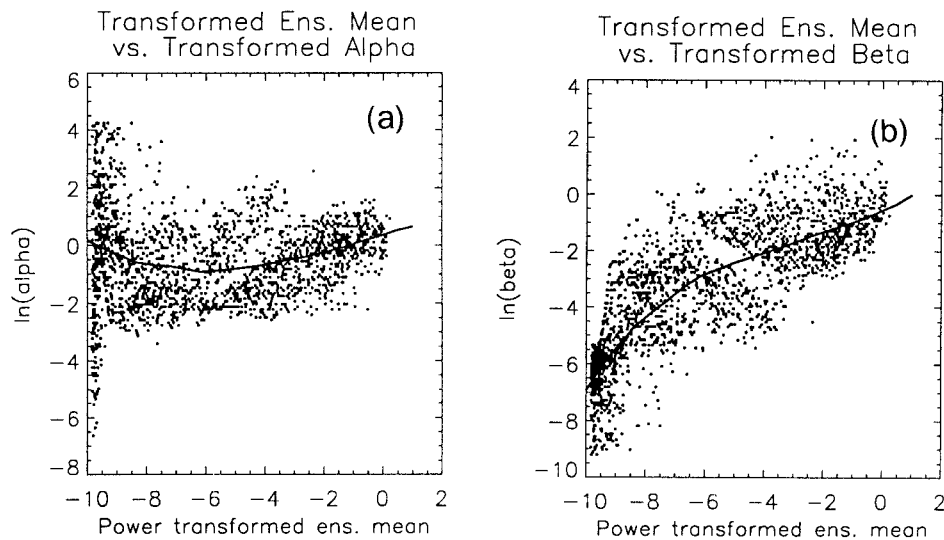 Transformed Ens. Mean
vs. Transformed Alpha
6
4
2
0
−2
−4
−6
−8
ln(alpha)
(a)
−10 −8 −6 −4 −2 0 2
Power transformed ens. mean
Transformed Ens. Mean
vs. Transformed Beta
4
2
0
−2
−4
−6
−8
−10
ln(beta)
(b)
−10 −8 −6 −4 −2 0 2
Power transformed ens. mean